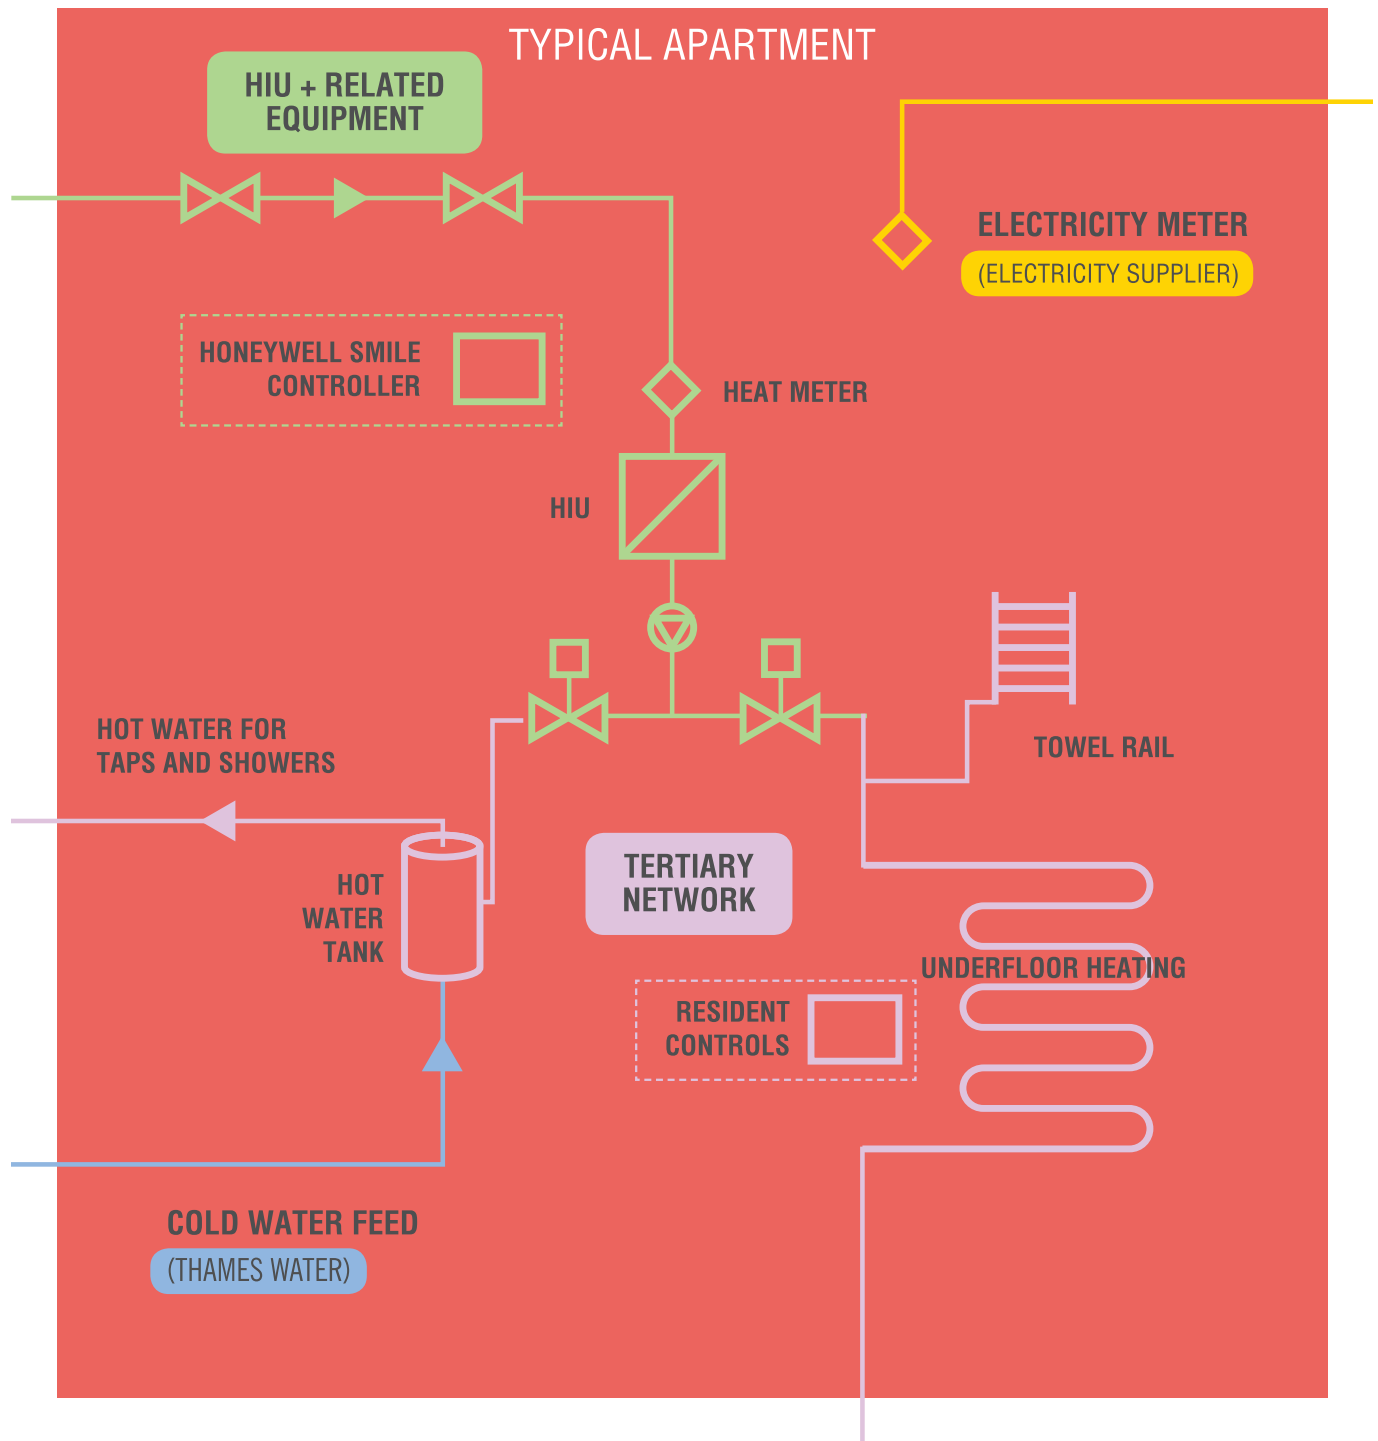 TYPICAL APARTMENT
HIU + RELATED
EQUIPMENT
ELECTRICITY METER
(ELECTRICITY SUPPLIER)
HONEYWELL SMILE
CONTROLLER
HEAT METER
HIU
HOT WATER FOR
TAPS AND SHOWERS
TOWEL RAIL
TERTIARY
NETWORK
HOT
WATER
TANK
UNDERFLOOR HEATING
RESIDENT
CONTROLS
COLD WATER FEED
(THAMES WATER)